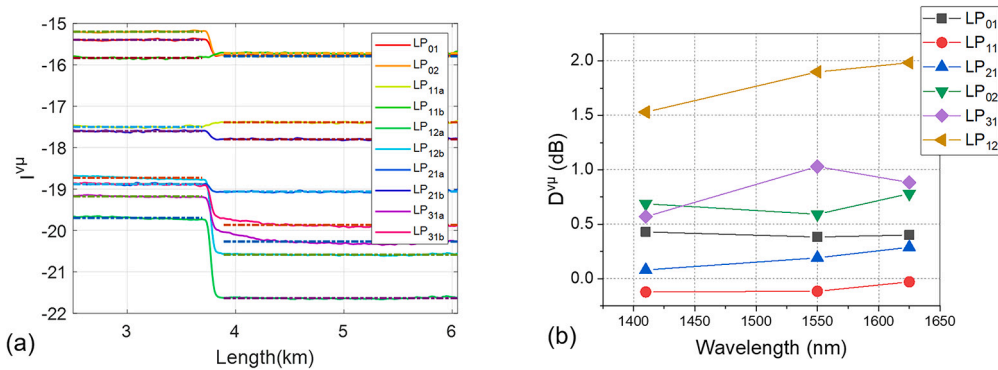 -15
-16
-17
-18
-19
-20
-21
-22
I^νμ
3
4
5
6
Length(km)
(a)
LP₀₁
LP₀₂
LP₁₁ₐ
LP₁₁b
LP₁₂ₐ
LP₁₂b
LP₂₁ₐ
LP₂₁b
LP₃₁ₐ
LP₃₁b
2.0
1.5
1.0
0.5
0.0
D^νμ (dB)
1400
1450
1500
1550
1600
1650
Wavelength (nm)
(b)
LP₀₁
LP₁₁
LP₂₁
LP₀₂
LP₃₁
LP₁₂